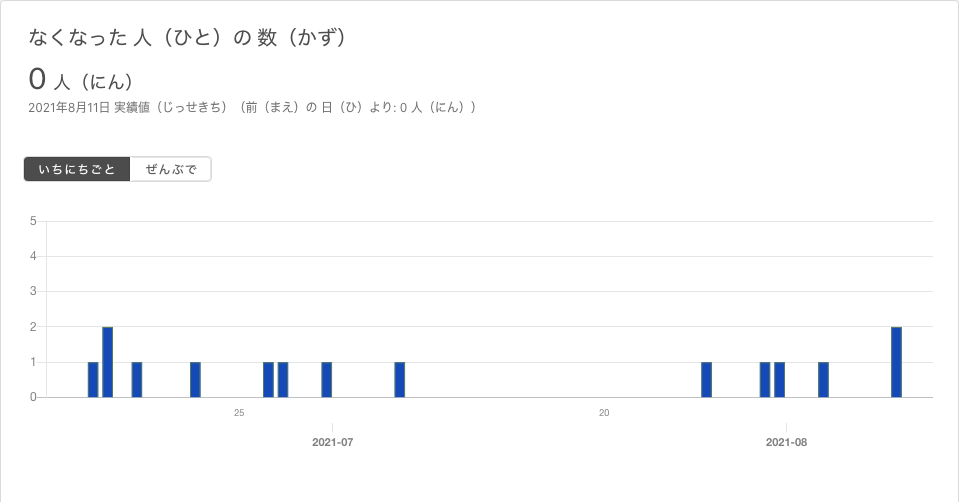 なくなった 人（ひと）の 数（かず）
0 人（にん）
2021年8月11日 実績値（じっせきち）（前（まえ）の 日（ひ）より: 0 人（にん））
いちにちごと ぜんぶで
5
4
3
2
1
0
25 20
2021-07 2021-08